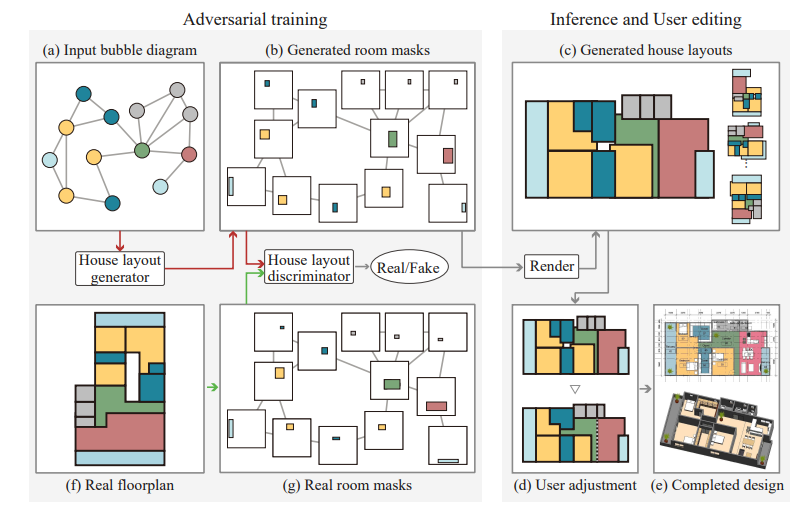 Adversarial training
Inference and User editing
(a) Input bubble diagram
(b) Generated room masks
(c) Generated house layouts
House layout
generator
House layout
discriminator
Real/Fake
Render
(f) Real floorplan
(g) Real room masks
(d) User adjustment
(e) Completed design